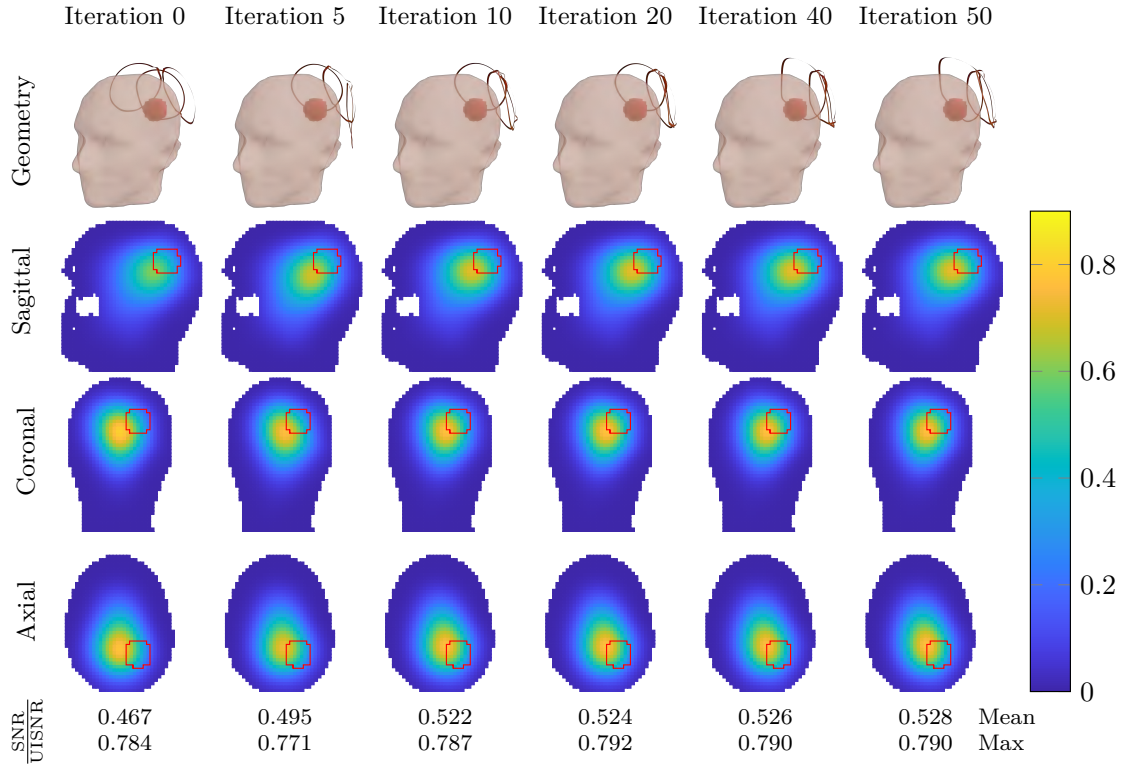 Iteration 0 Iteration 5 Iteration 10 Iteration 20 Iteration 40 Iteration 50
Geometry
Sagittal
Coronal
Axial
0.8
0.6
0.4
0.2
0
SNR
UISNR
0.467 0.495 0.522 0.524 0.526 0.528 Mean
0.784 0.771 0.787 0.792 0.790 0.790 Max